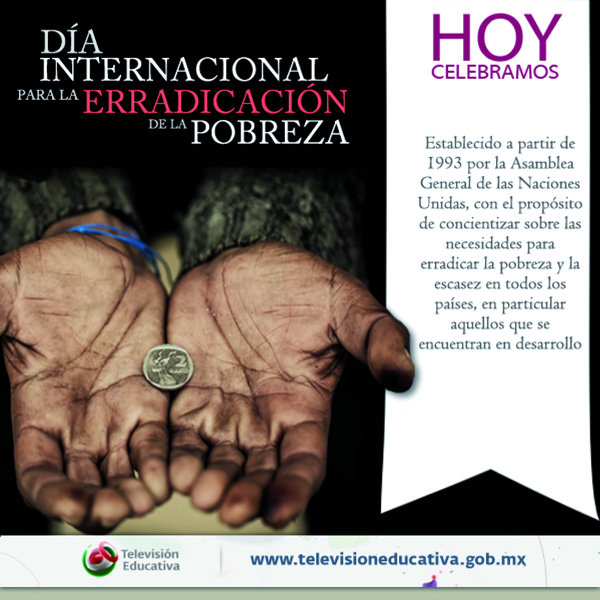 DÍA
INTERNACIONAL
PARA LA ERRADICACIÓN
DE LA POBREZA
HOY
CELEBRAMOS
Establecido a partir de
1993 por la Asamblea
General de las Naciones
Unidas, con el propósito
de concientizar sobre las
necesidades para
erradicar la pobreza y la
escasez en todos los
países, en particular
aquellos que se
encuentran en desarrollo
2
Televisión
Educativa
www.televisioneducativa.gob.mx